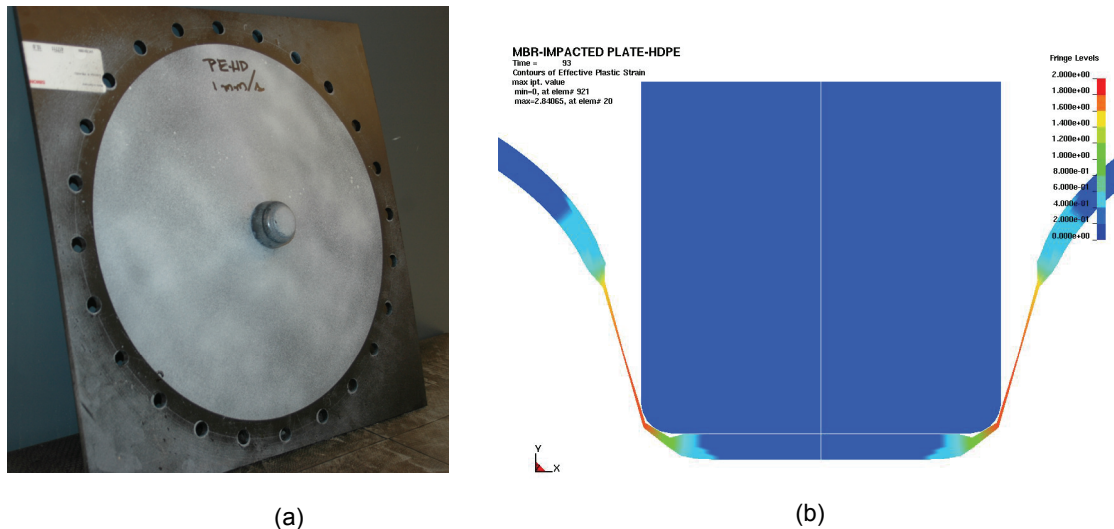 PE-HD
1 mm/s
MBR-IMPACTED PLATE-HDPE
Time = 93
Contours of Effective Plastic Strain
max ipt. value
min=0, at elem# 921
max=2.84065, at elem# 20
Fringe Levels
2.000e+00
1.800e+00
1.600e+00
1.400e+00
1.200e+00
1.000e+00
8.000e-01
6.000e-01
4.000e-01
2.000e-01
0.000e+00
Y
X
(a)
(b)